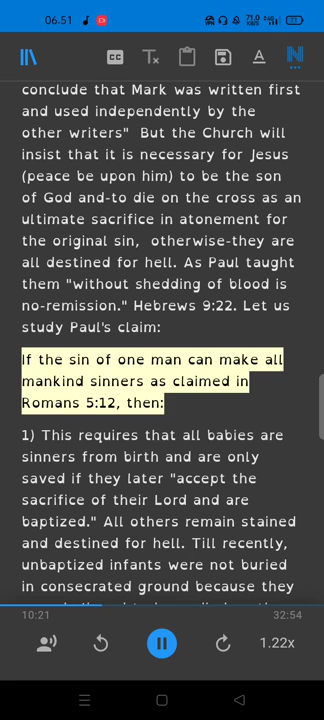 06.51
71.0
CC
A
N
conclude that Mark was written first
and used independently by the
other writers" But the Church will
insist that it is necessary for Jesus
(peace be upon him) to be the son
of God and-to die on the cross as an
ultimate sacrifice in atonement for
the original sin, otherwise-they are
all destined for hell. As Paul taught
them "without shedding of blood is
no-remission." Hebrews 9:22. Let us
study Paul's claim:
If the sin of one man can make all
mankind sinners as claimed in
Romans 5:12, then:
1) This requires that all babies are
sinners from birth and are only
saved if they later "accept the
sacrifice of their Lord and are
baptized." All others remain stained
and destined for hell. Till recently,
unbaptized infants were not buried
in consecrated ground because they
10:21
32:54
1.22x